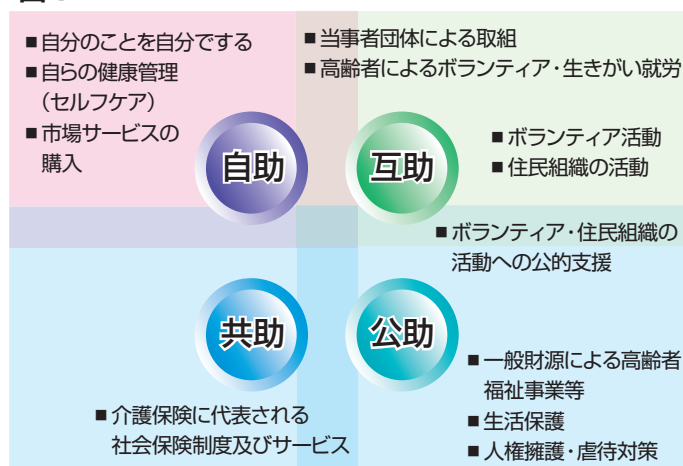 ■自分のことを自分でする
■自らの健康管理
（セルフケア）
■市場サービスの
購入
自助
■当事者団体による取組
■高齢者によるボランティア・生きがい就労
■ボランティア活動
■住民組織の活動
互助
■ボランティア・住民組織の
活動への公的支援
共助
■介護保険に代表される
社会保険制度及びサービス
公助
■一般財源による高齢者
福祉事業等
■生活保護
■人権擁護・虐待対策